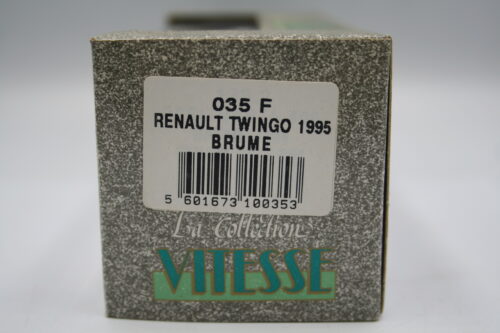 035 F
RENAULT TWINGO 1995
BRUME
5 601673 100353
La Collection
VITESSE